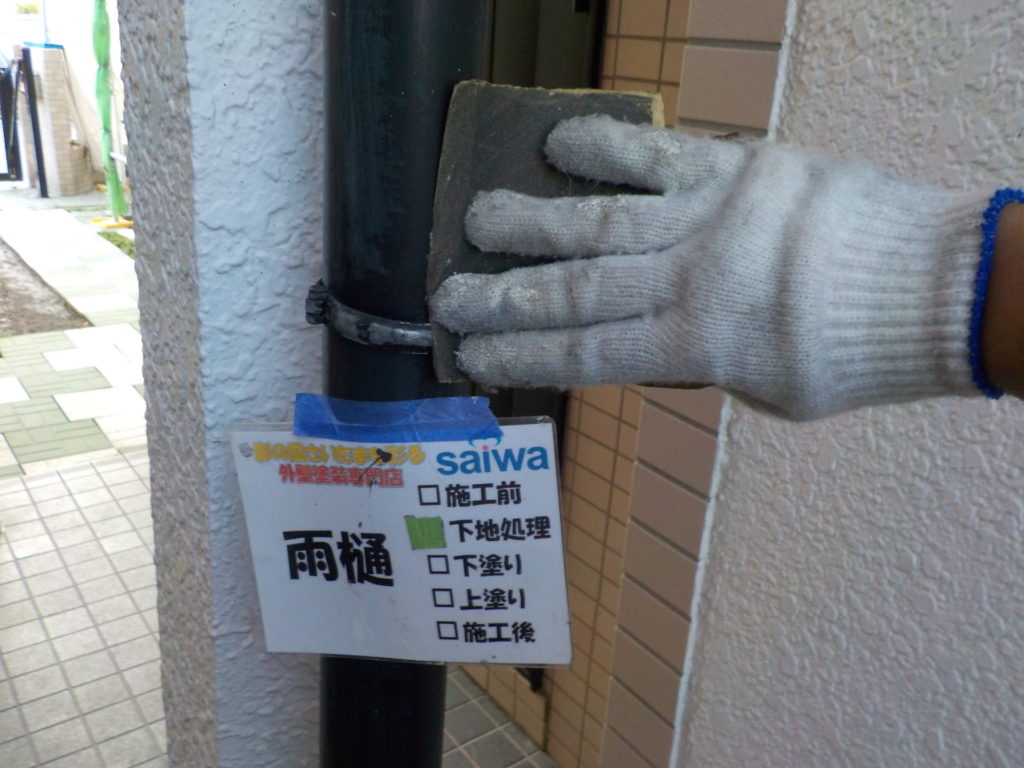 外壁塗装専門店
saiwa
雨樋
□施工前
下地処理
□下塗り
□上塗り
□施工後